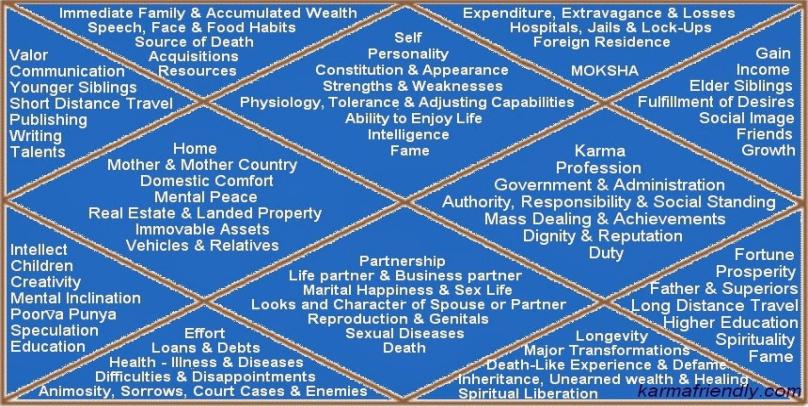 Immediate Family & Accumulated Wealth
Speech, Face & Food Habits
Source of Death
Acquisitions
Resources
Self
Personality
Constitution & Appearance
Strengths & Weaknesses
Physiology, Tolerance & Adjusting Capabilities
Ability to Enjoy Life
Intelligence
Fame
Expenditure, Extravagance & Losses
Hospitals, Jails & Lock-Ups
Foreign Residence
MOKSHA
Valor
Communication
Younger Siblings
Short Distance Travel
Publishing
Writing
Talents
Gain
Income
Elder Siblings
Fulfillment of Desires
Social Image
Friends
Growth
Home
Mother & Mother Country
Domestic Comfort
Mental Peace
Real Estate & Landed Property
Immovable Assets
Vehicles & Relatives
Karma
Profession
Government & Administration
Authority, Responsibility & Social Standing
Mass Dealing & Achievements
Dignity & Reputation
Duty
Intellect
Children
Creativity
Mental Inclination
Poorva Punya
Speculation
Education
Partnership
Life partner & Business partner
Marital Happiness & Sex Life
Looks and Character of Spouse or Partner
Reproduction & Genitals
Sexual Diseases
Death
Fortune
Prosperity
Father & Superiors
Long Distance Travel
Higher Education
Spirituality
Fame
Effort
Loans & Debts
Health - Illness & Diseases
Difficulties & Disappointments
Animosity, Sorrows, Court Cases & Enemies
Longevity
Major Transformations
Death-Like Experience & Defame
Inheritance, Unearned wealth & Healing
Spiritual Liberation
karmafriendly.com